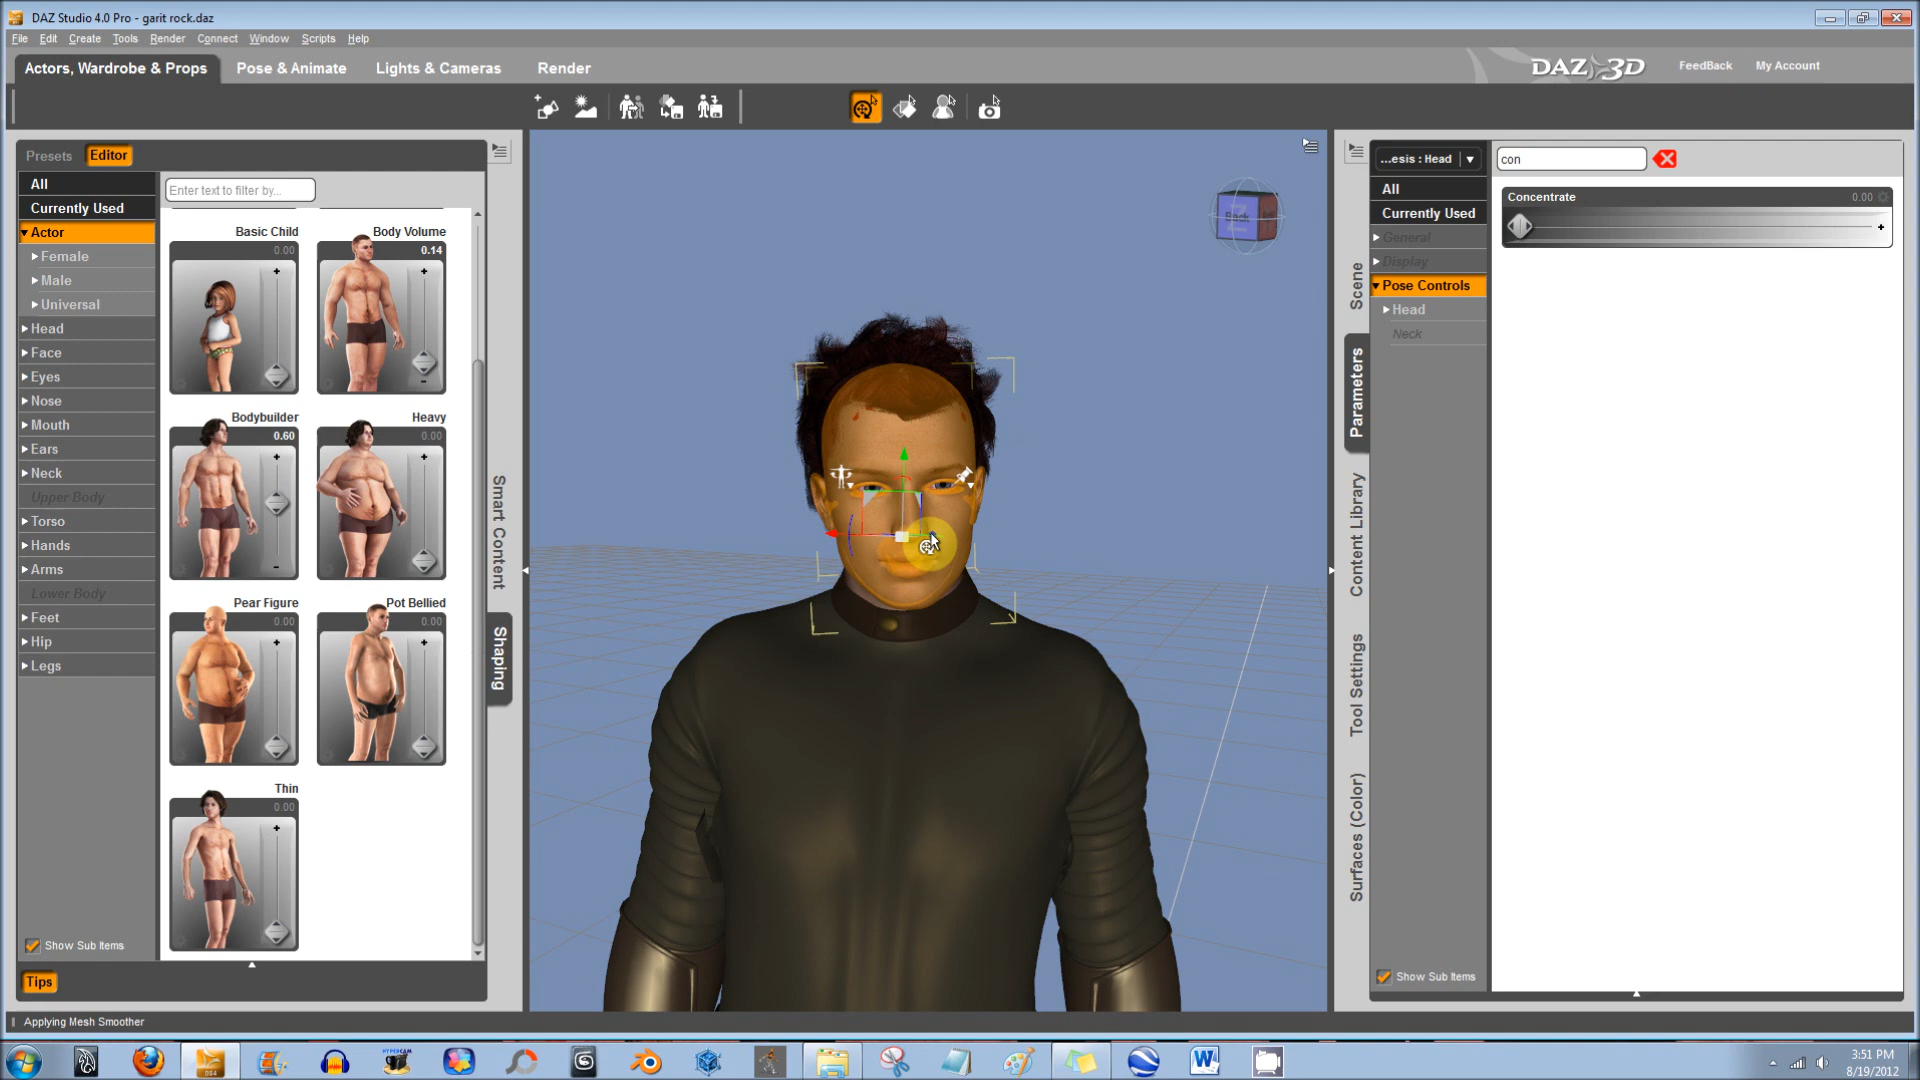 DAZ Studio 4.0 Pro - garit rock.daz
File Edit Create Tools Render Connect Window Scripts Help
Actors, Wardrobe & Props Pose & Animate Lights & Cameras Render
DAZ 3D FeedBack My Account
Presets Editor
All
Currently Used
Actor
Female
Male
Universal
Head
Face
Eyes
Nose
Mouth
Ears
Neck
Upper Body
Torso
Hands
Arms
Lower Body
Feet
Hip
Legs
Show Sub Items
Tips
Enter text to filter by...
Basic Child
0.00
Body Volume
0.14
Bodybuilder
0.60
Heavy
0.00
Pear Figure
0.00
Pot Bellied
0.00
Thin
0.00
Smart Content
Shaping
Back
Scene
Parameters
Content Library
Tool Settings
Surfaces (Color)
...esis : Head
All
Currently Used
General
Display
Pose Controls
Head
Neck
Show Sub Items
con
Concentrate 0.00
Applying Mesh Smoother
DS4
HYPERCAM
3:51 PM
8/19/2012